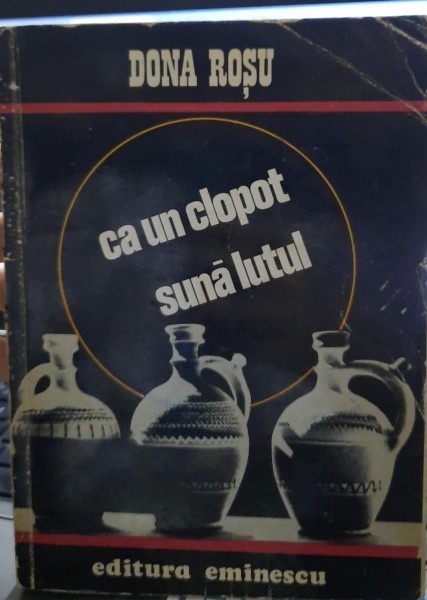 DONA ROȘU
ca un clopot
sună lutul
editura eminescu